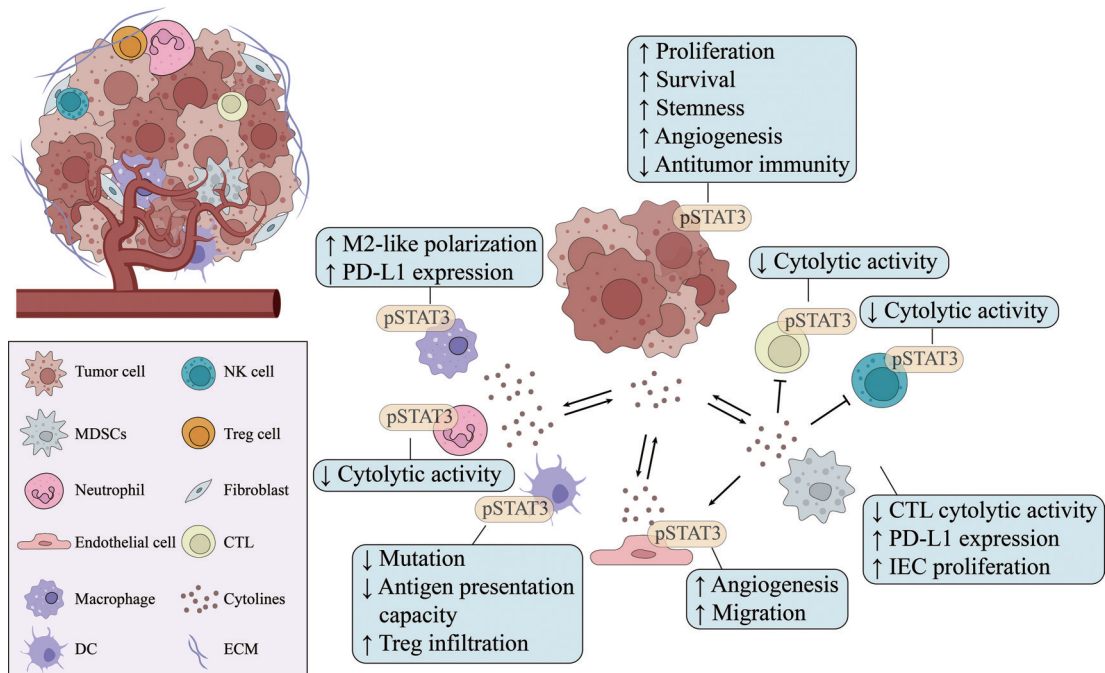 ↑ Proliferation
↑ Survival
↑ Stemness
↑ Angiogenesis
↓ Antitumor immunity
pSTAT3
↑ M2-like polarization
↑ PD-L1 expression
pSTAT3
↓ Cytolytic activity
pSTAT3
↓ Cytolytic activity
pSTAT3
pSTAT3
↓ Cytolytic activity
pSTAT3
↓ Mutation
↓ Antigen presentation
capacity
↑ Treg infiltration
pSTAT3
↑ Angiogenesis
↑ Migration
↓ CTL cytolytic activity
↑ PD-L1 expression
↑ IEC proliferation
Tumor cell
NK cell
MDSCs
Treg cell
Neutrophil
Fibroblast
Endothelial cell
CTL
Macrophage
Cytolines
DC
ECM